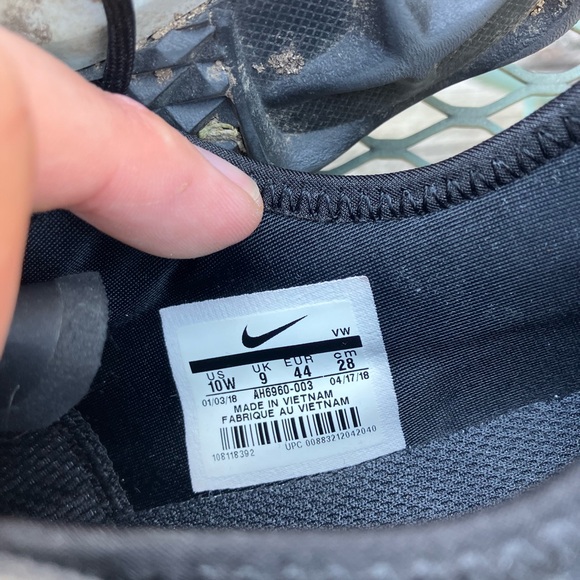 VW
US UK EUR cm
10W 9 44 28
01/03/18 AH6960-003 04/17/18
MADE IN VIETNAM
FABRIQUE AU VIETNAM
108118392 UPC 00883212042040